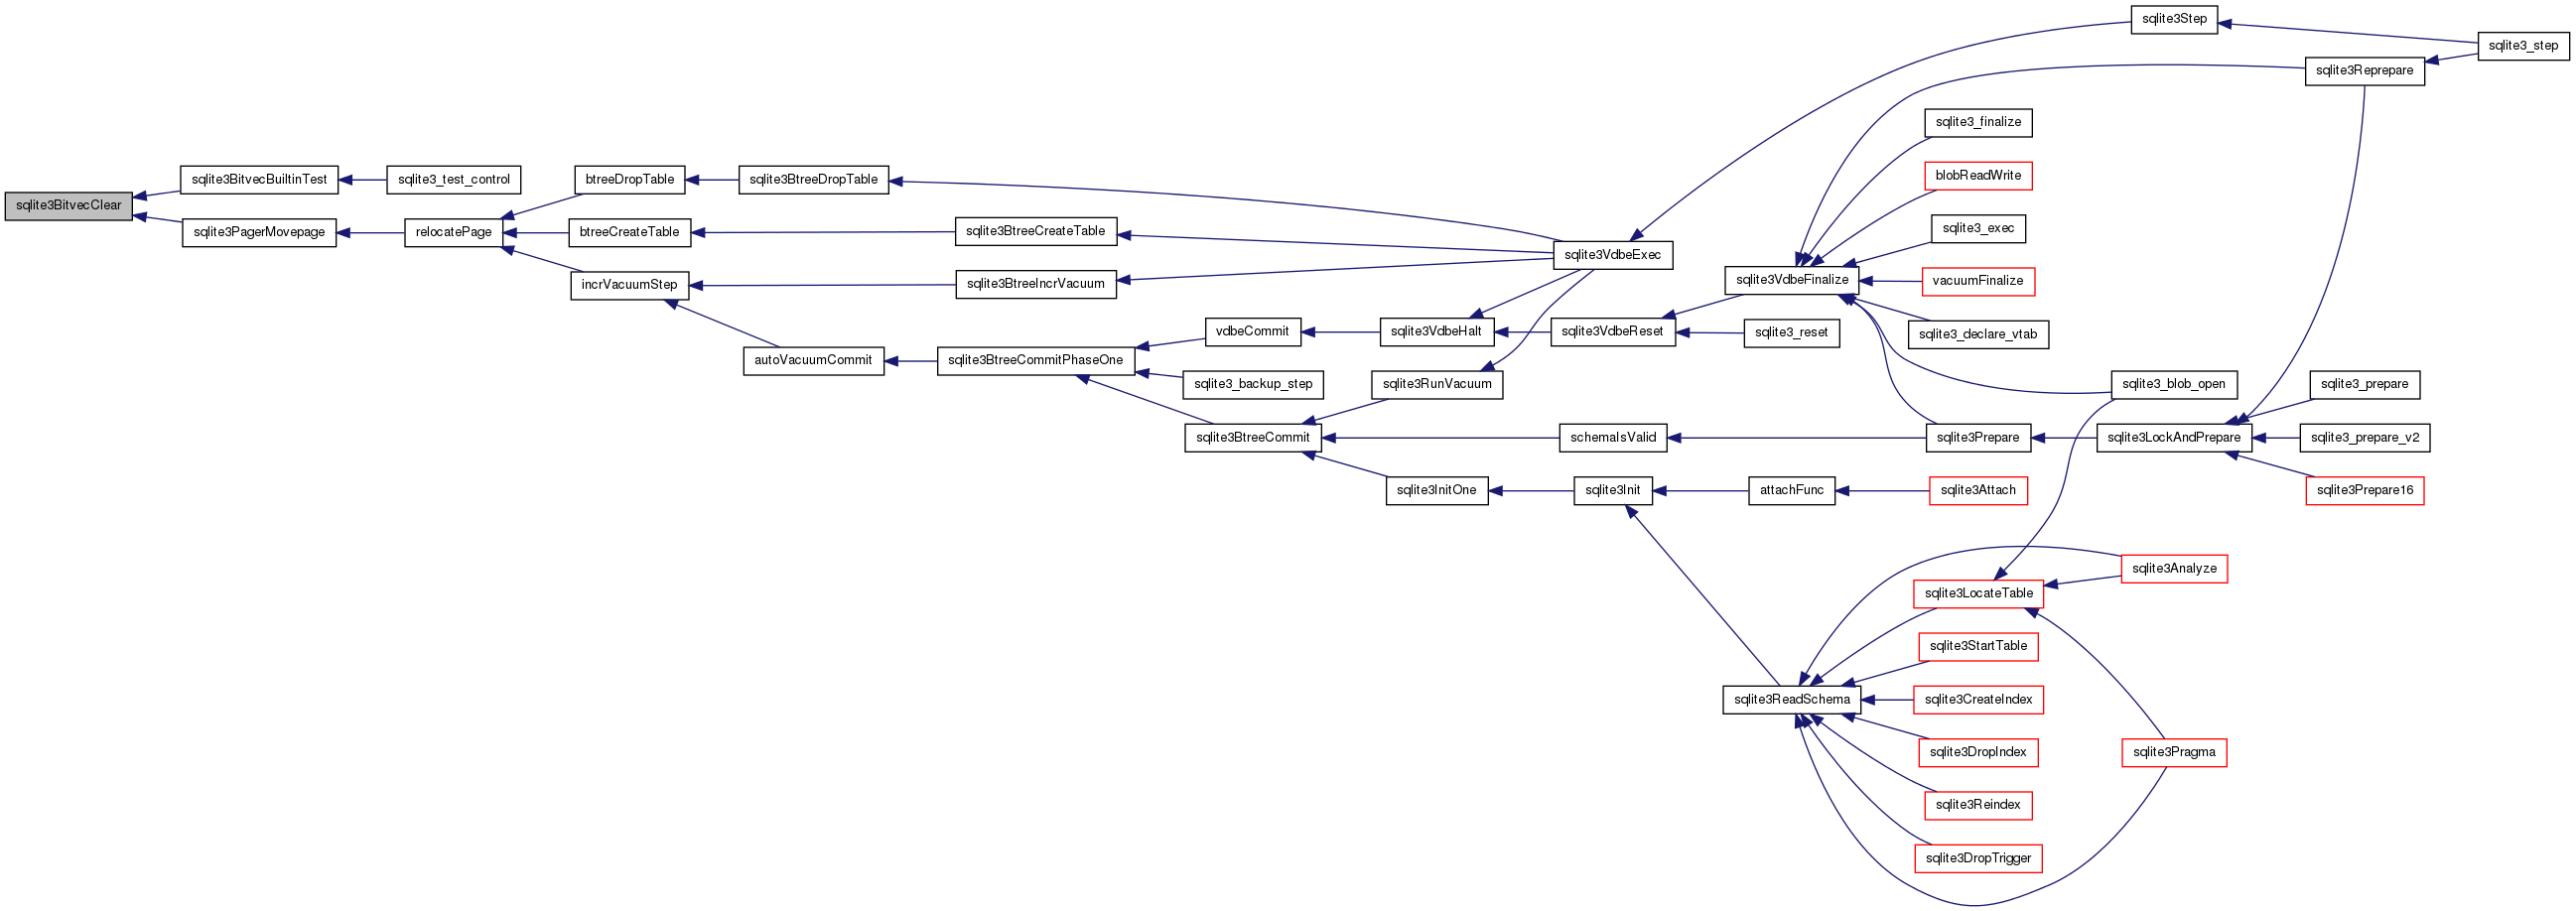 sqlite3BitvecClear
sqlite3BitvecBuiltinTest
sqlite3_test_control
sqlite3PagerMovepage
relocatePage
btreeDropTable
sqlite3BtreeDropTable
btreeCreateTable
sqlite3BtreeCreateTable
incrVacuumStep
sqlite3BtreeIncrVacuum
autoVacuumCommit
sqlite3BtreeCommitPhaseOne
vdbeCommit
sqlite3_backup_step
sqlite3BtreeCommit
sqlite3VdbeHalt
sqlite3RunVacuum
sqlite3InitOne
sqlite3VdbeExec
sqlite3VdbeReset
schemaIsValid
sqlite3Init
sqlite3VdbeFinalize
sqlite3_reset
attachFunc
sqlite3ReadSchema
sqlite3_finalize
blobReadWrite
sqlite3_exec
vacuumFinalize
sqlite3_declare_vtab
sqlite3Prepare
sqlite3Attach
sqlite3LocateTable
sqlite3StartTable
sqlite3CreateIndex
sqlite3DropIndex
sqlite3Reindex
sqlite3DropTrigger
sqlite3Step
sqlite3_blob_open
sqlite3LockAndPrepare
sqlite3Analyze
sqlite3Pragma
sqlite3Reprepare
sqlite3_prepare
sqlite3_prepare_v2
sqlite3Prepare16
sqlite3_step